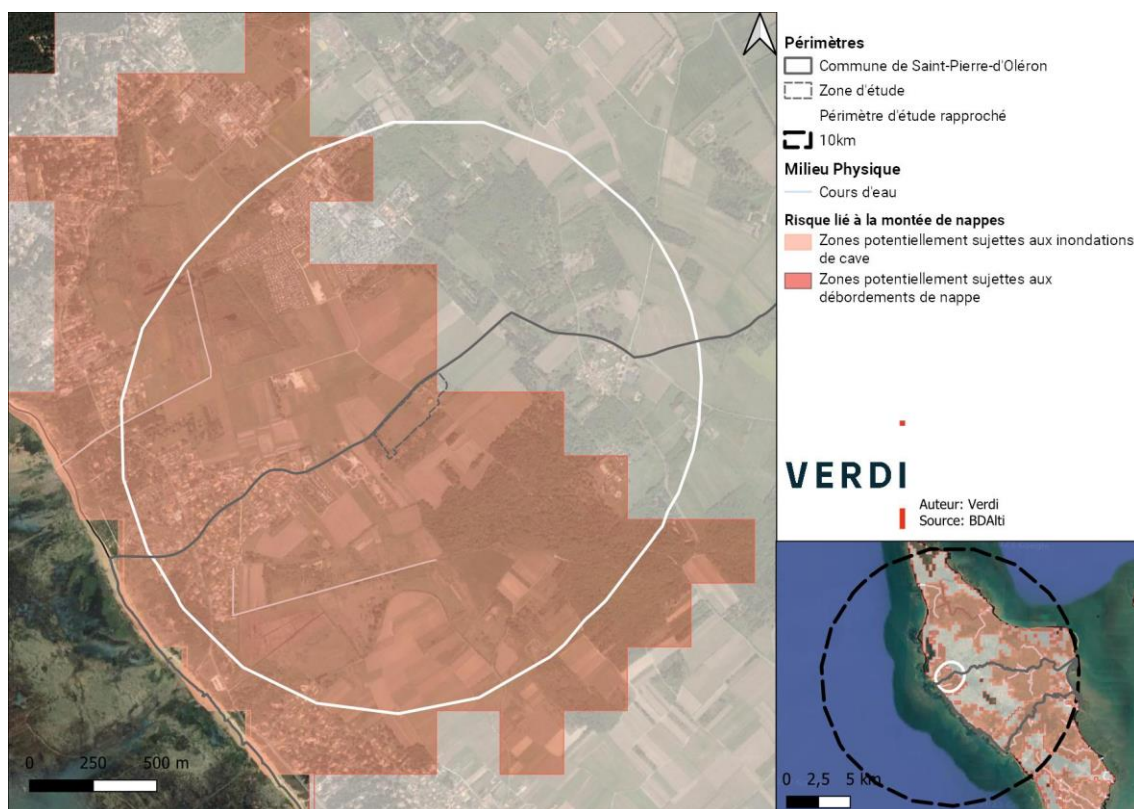 Périmètres
Commune de Saint-Pierre-d'Oléron
Zone d'étude
Périmètre d'étude rapproché
10km
Milieu Physique
Cours d'eau
Risque lié à la montée de nappes
Zones potentiellement sujettes aux inondations
de cave
Zones potentiellement sujettes aux
débordements de nappe
VERDI
Auteur: Verdi
Source: BDAlti
0 250 500 m
0 2,5 5 km